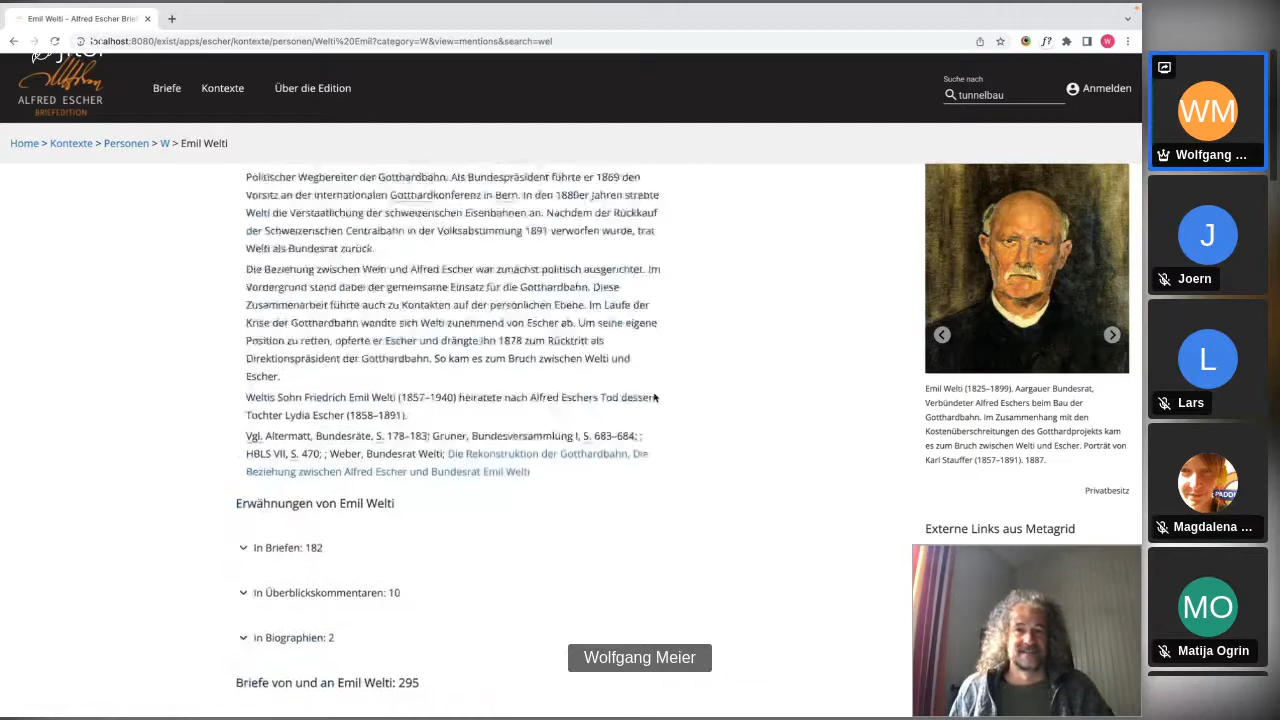 Emil Welti – Alfred Escher Brief
localhost:8080/exist/apps/escher/kontexte/personen/Welti%20Emil?category=W&view=mentions&search=wel
W
ALFRED ESCHER
BRIEFEDITION
Briefe
Kontexte
Über die Edition
Suche nach
tunnelbau
Anmelden
Home > Kontexte > Personen > W > Emil Welti
Politischer Wegbereiter der Gotthardbahn. Als Bundespräsident führte er 1869 den
Vorsitz an der internationalen Gotthardkonferenz in Bern. In den 1880er Jahren strebte
Welti die Verstaatlichung der schweizerischen Eisenbahnen an. Nachdem der Rückkauf
der Schweizerischen Centralbahn in der Volksabstimmung 1891 verworfen wurde, trat
Welti als Bundesrat zurück.
Die Beziehung zwischen Welti und Alfred Escher war zunächst politisch ausgerichtet. Im
Vordergrund stand dabei der gemeinsame Einsatz für die Gotthardbahn. Diese
Zusammenarbeit führte auch zu Kontakten auf der persönlichen Ebene. Im Laufe der
Krise der Gotthardbahn wandte sich Welti zunehmend von Escher ab. Um seine eigene
Position zu retten, opferte er Escher und drängte ihn 1878 zum Rücktritt als
Direktionspräsident der Gotthardbahn. So kam es zum Bruch zwischen Welti und
Escher.
Weltis Sohn Friedrich Emil Welti (1857–1940) heiratete nach Alfred Eschers Tod dessen
Tochter Lydia Escher (1858–1891).
Vgl. Altermatt, Bundesräte, S. 178–183; Gruner, Bundesversammlung I, S. 683–684; ;
HBLS VII, S. 470; ; Weber, Bundesrat Welti; Die Rekonstruktion der Gotthardbahn, Die
Beziehung zwischen Alfred Escher und Bundesrat Emil Welti
Erwähnungen von Emil Welti
In Briefen: 182
In Überblickskommentaren: 10
In Biographien: 2
Briefe von und an Emil Welti: 295
Emil Welti (1825–1899). Aargauer Bundesrat,
Verbündeter Alfred Eschers beim Bau der
Gotthardbahn. Im Zusammenhang mit den
Kostenüberschreitungen des Gotthardprojekts kam
es zum Bruch zwischen Welti und Escher. Porträt von
Karl Stauffer (1857–1891). 1887.
Privatbesitz
Externe Links aus Metagrid
Wolfgang Meier
WM
Wolfgang ...
J
Joern
L
Lars
Magdalena ...
MO
Matija Ogrin